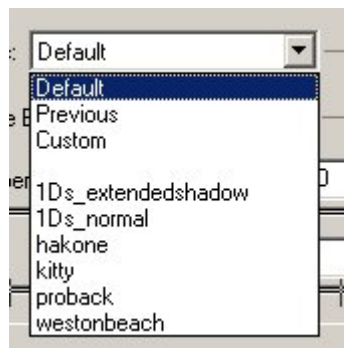 Default
Default
Previous
Custom
1Ds_extendedshadow
1Ds_normal
hakone
kitty
proback
westonbeach